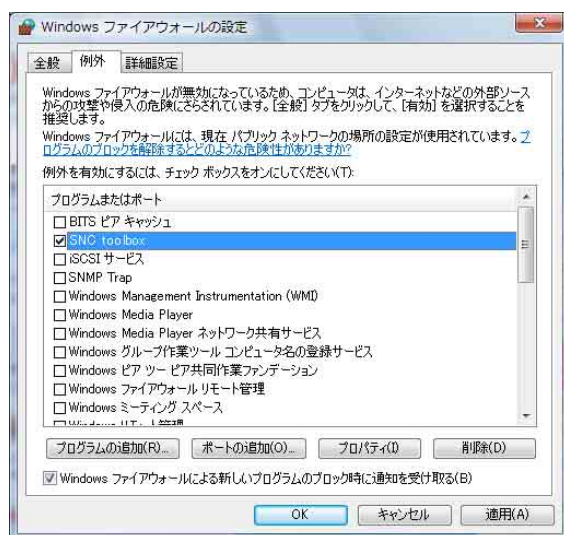 Windows ファイアウォールの設定
全般
例外
詳細設定
Windows ファイアウォールが無効になっているため、コンピュータは、インターネットなどの外部ソース
からの攻撃や侵入の危険にさらされています。[全般] タブをクリックして、[有効] を選択することを
推奨します。
Windows ファイアウォールには、現在 パブリック ネットワークの場所の設定が使用されています。プ
ログラムのブロックを解除するとどのような危険性がありますか?
例外を有効にするには、チェック ボックスをオンにしてください(T):
プログラムまたはポート
BITS ピア キャッシュ
SNC toolbox
iSCSI サービス
SNMP Trap
Windows Management Instrumentation (WMI)
Windows Media Player
Windows Media Player ネットワーク共有サービス
Windows グループ作業ツール コンピュータ名の登録サービス
Windows ピア ツー ピア共同作業ファンデーション
Windows ファイアウォール リモート管理
Windows ミーティング スペース
Windows リモート管理
プログラムの追加(R)...
ポートの追加(O)...
プロパティ(I)
削除(D)
Windows ファイアウォールによる新しいプログラムのブロック時に通知を受け取る(B)
OK
キャンセル
適用(A)